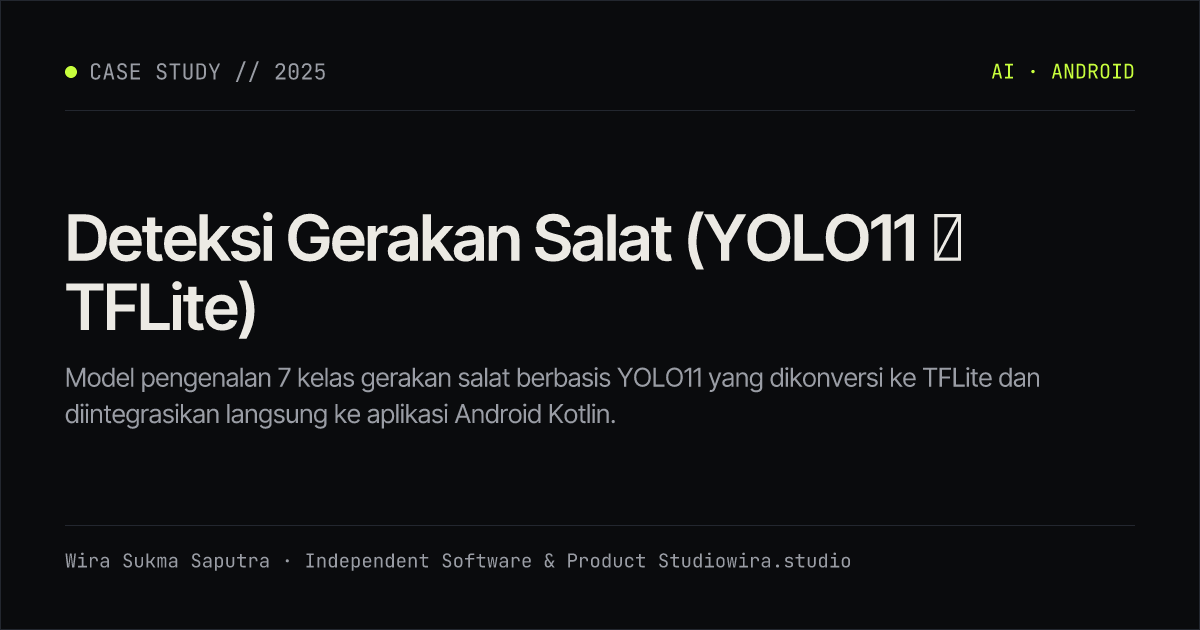 CASE STUDY // 2025
AI · ANDROID
Deteksi Gerakan Salat (YOLO11 
TFLite)
Model pengenalan 7 kelas gerakan salat berbasis YOLO11 yang dikonversi ke TFLite dan
diintegrasikan langsung ke aplikasi Android Kotlin.
Wira Sukma Saputra · Independent Software & Product Studiowira.studio